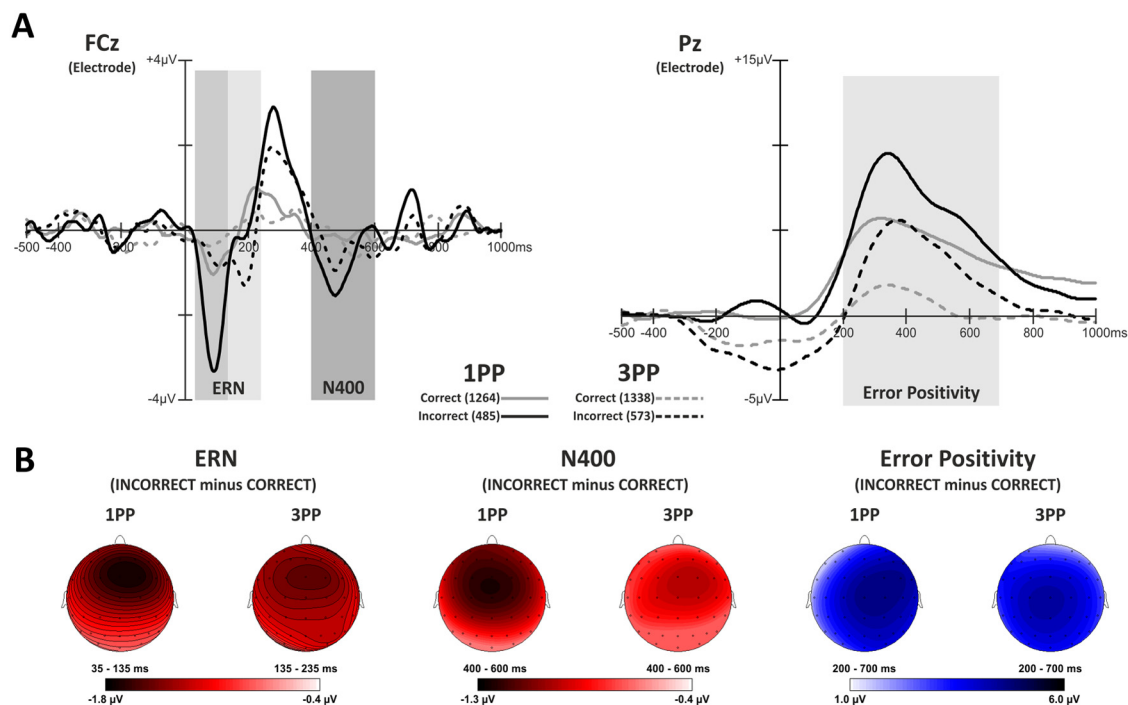 A
FCz
(Electrode)
+4µV
-500 -400
200
400
600
1000ms
ERN
N400
-4µV
Pz
(Electrode)
+15µV
-500
-400
200
400
600
800
1000ms
Error Positivity
-5µV
1PP
3PP
Correct (1264)
Correct (1338)
Incorrect (485)
Incorrect (573)
B
ERN
(INCORRECT minus CORRECT)
1PP
3PP
35 - 135 ms
135 - 235 ms
-1.8 µV
-0.4 µV
N400
(INCORRECT minus CORRECT)
1PP
3PP
400 - 600 ms
400 - 600 ms
-1.3 µV
-0.4 µV
Error Positivity
(INCORRECT minus CORRECT)
1PP
3PP
200 - 700 ms
200 - 700 ms
1.0 µV
6.0 µV